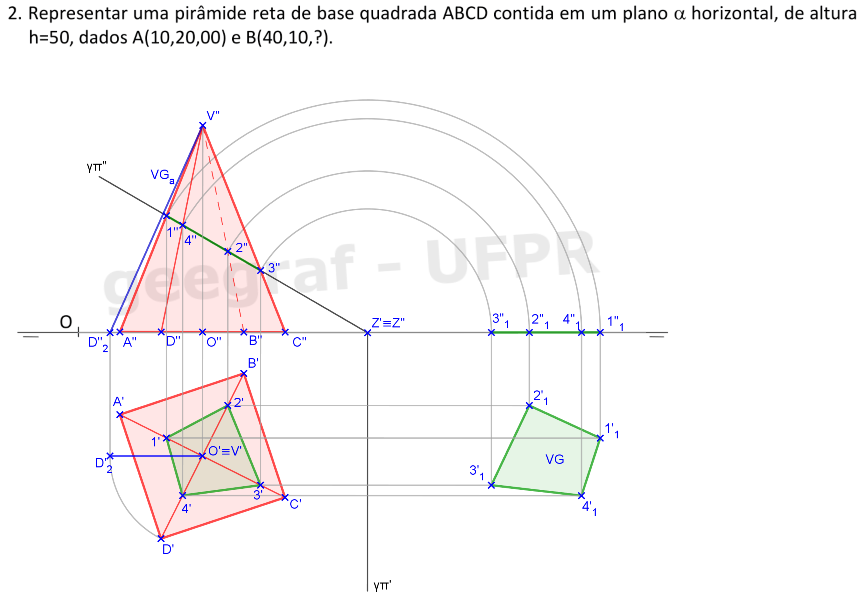 2. Representar uma pirâmide reta de base quadrada ABCD contida em um plano α horizontal, de altura
h=50, dados A(10,20,00) e B(40,10,?).
V"
γπ"
VGa
1"
4"
2"
3"
geegraf - UFPR
O
Z'≡Z"
3"1
2"1
4"1
1"1
D"2
A"
D"
O"
B"
C"
B'
A'
2'
2'1
1'
O'≡V'
1'1
D'2
VG
3'1
4'
3'
C'
4'1
D'
γπ'